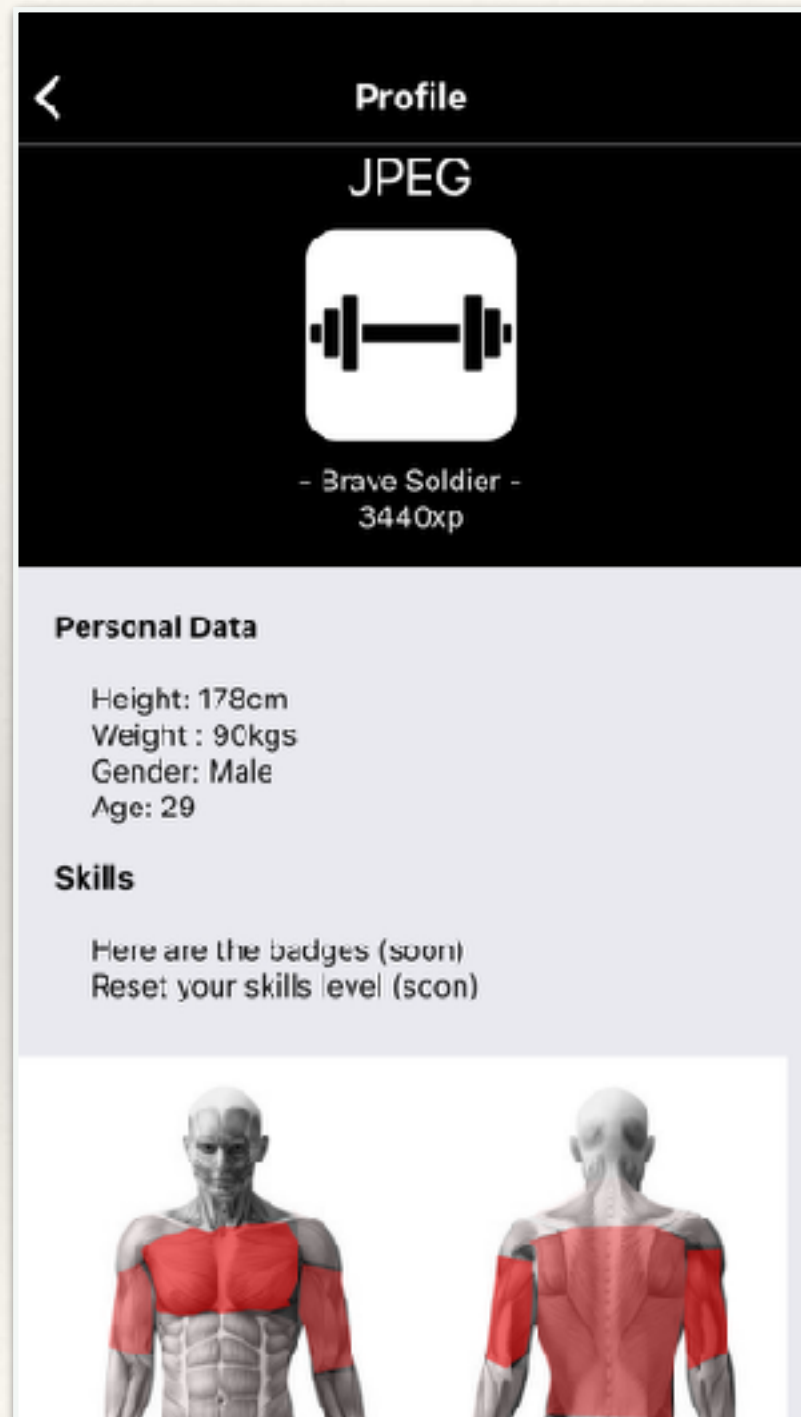 Profile
JPEG
- Brave Soldier -
3440xp
Personal Data
Height: 178cm
Weight : 90kgs
Gender: Male
Age: 29
Skills
Here are the badges (soon)
Reset your skills level (soon)